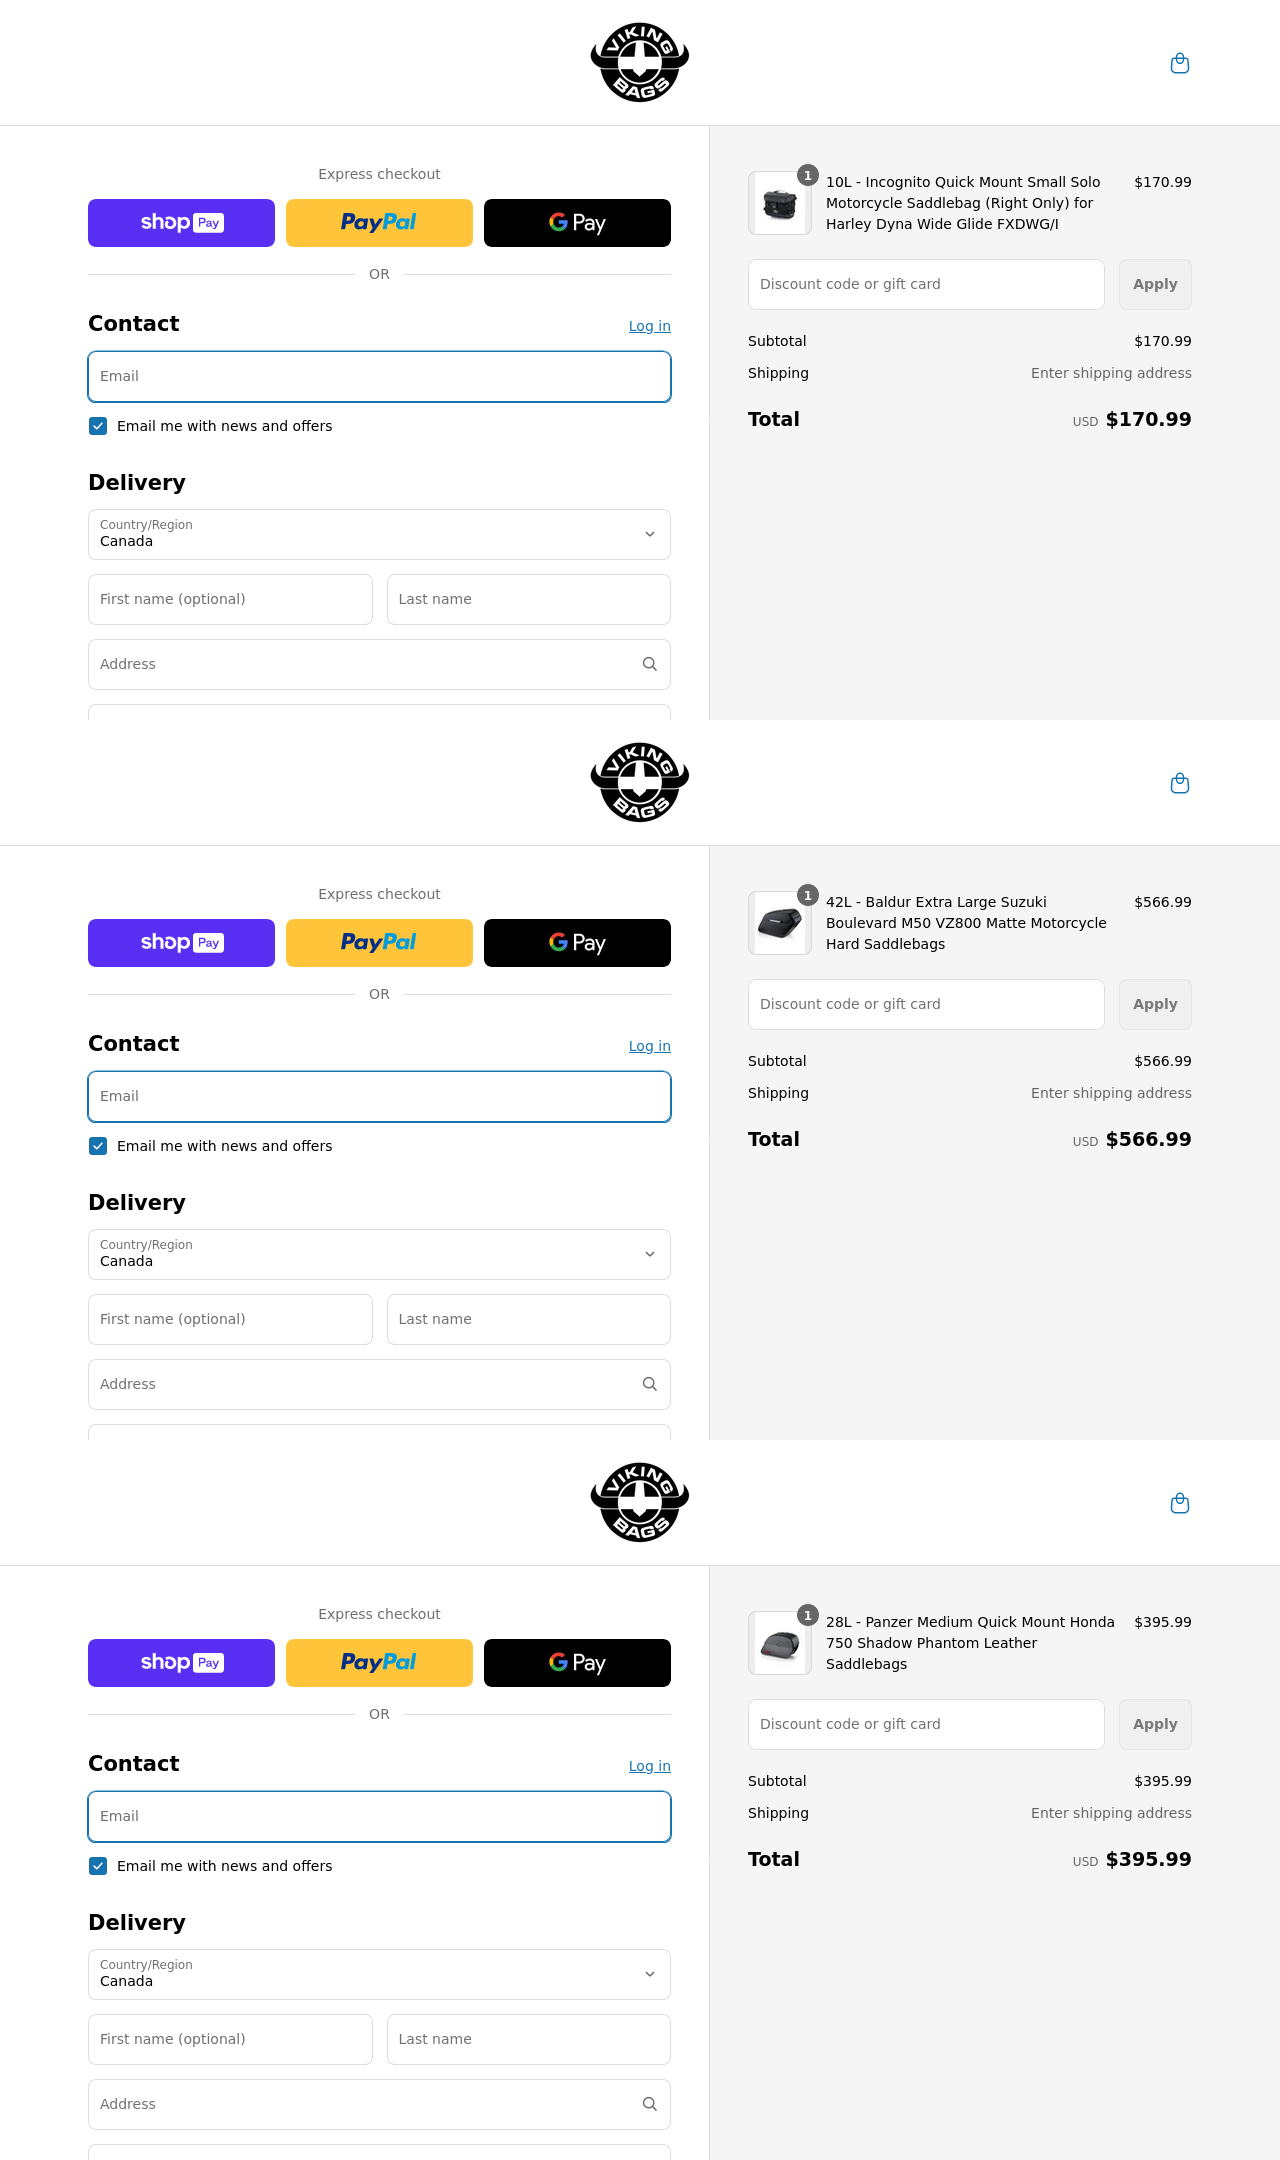 VIKING
BAGS
Express checkout
shop Pay
PayPal
G Pay
OR
Contact
Log in
Email
Email me with news and offers
Delivery
Country/Region
Canada
First name (optional)
Last name
Address
1
10L - Incognito Quick Mount Small Solo
Motorcycle Saddlebag (Right Only) for
Harley Dyna Wide Glide FXDWG/I
$170.99
Discount code or gift card
Apply
Subtotal
$170.99
Shipping
Enter shipping address
Total
USD $170.99
VIKING
BAGS
Express checkout
shop Pay
PayPal
G Pay
OR
Contact
Log in
Email
Email me with news and offers
Delivery
Country/Region
Canada
First name (optional)
Last name
Address
1
42L - Baldur Extra Large Suzuki
Boulevard M50 VZ800 Matte Motorcycle
Hard Saddlebags
$566.99
Discount code or gift card
Apply
Subtotal
$566.99
Shipping
Enter shipping address
Total
USD $566.99
VIKING
BAGS
Express checkout
shop Pay
PayPal
G Pay
OR
Contact
Log in
Email
Email me with news and offers
Delivery
Country/Region
Canada
First name (optional)
Last name
Address
1
28L - Panzer Medium Quick Mount Honda
750 Shadow Phantom Leather
Saddlebags
$395.99
Discount code or gift card
Apply
Subtotal
$395.99
Shipping
Enter shipping address
Total
USD $395.99